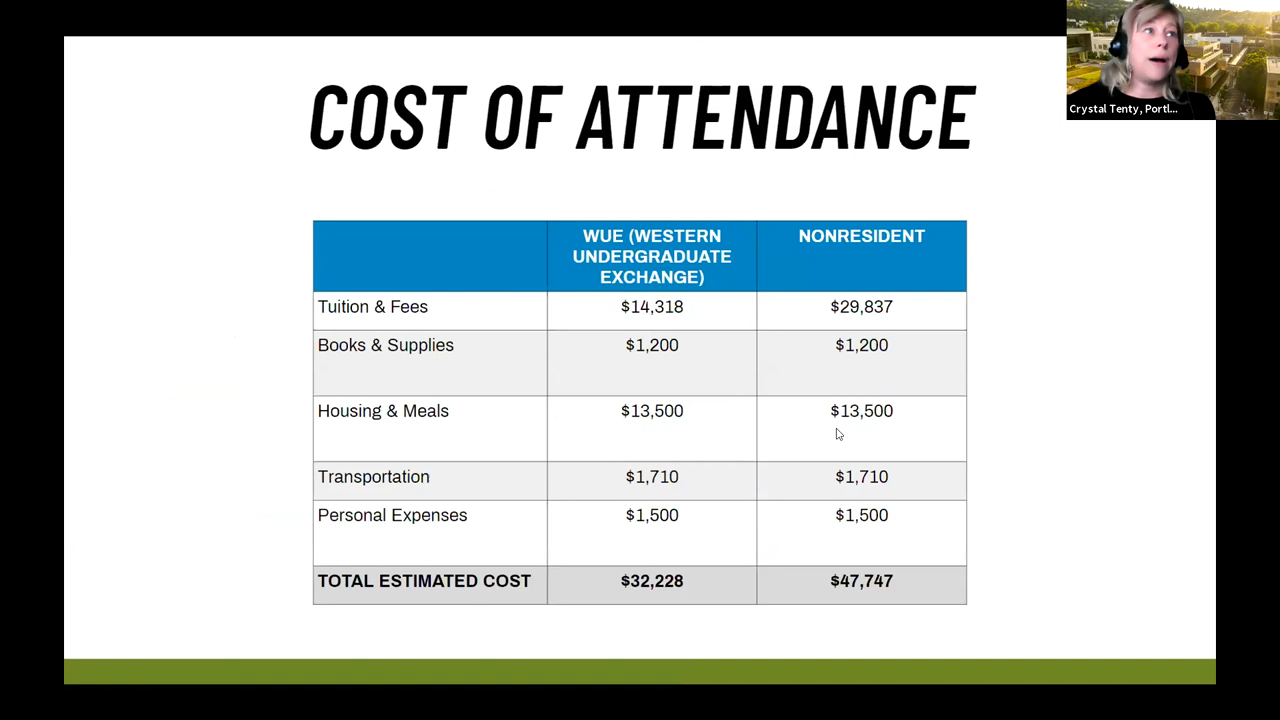 COST OF ATTENDANCE
Crystal Tenty, Portl...
WUE (WESTERN
UNDERGRADUATE
EXCHANGE)
NONRESIDENT
Tuition & Fees $14,318 $29,837
Books & Supplies $1,200 $1,200
Housing & Meals $13,500 $13,500
Transportation $1,710 $1,710
Personal Expenses $1,500 $1,500
TOTAL ESTIMATED COST $32,228 $47,747